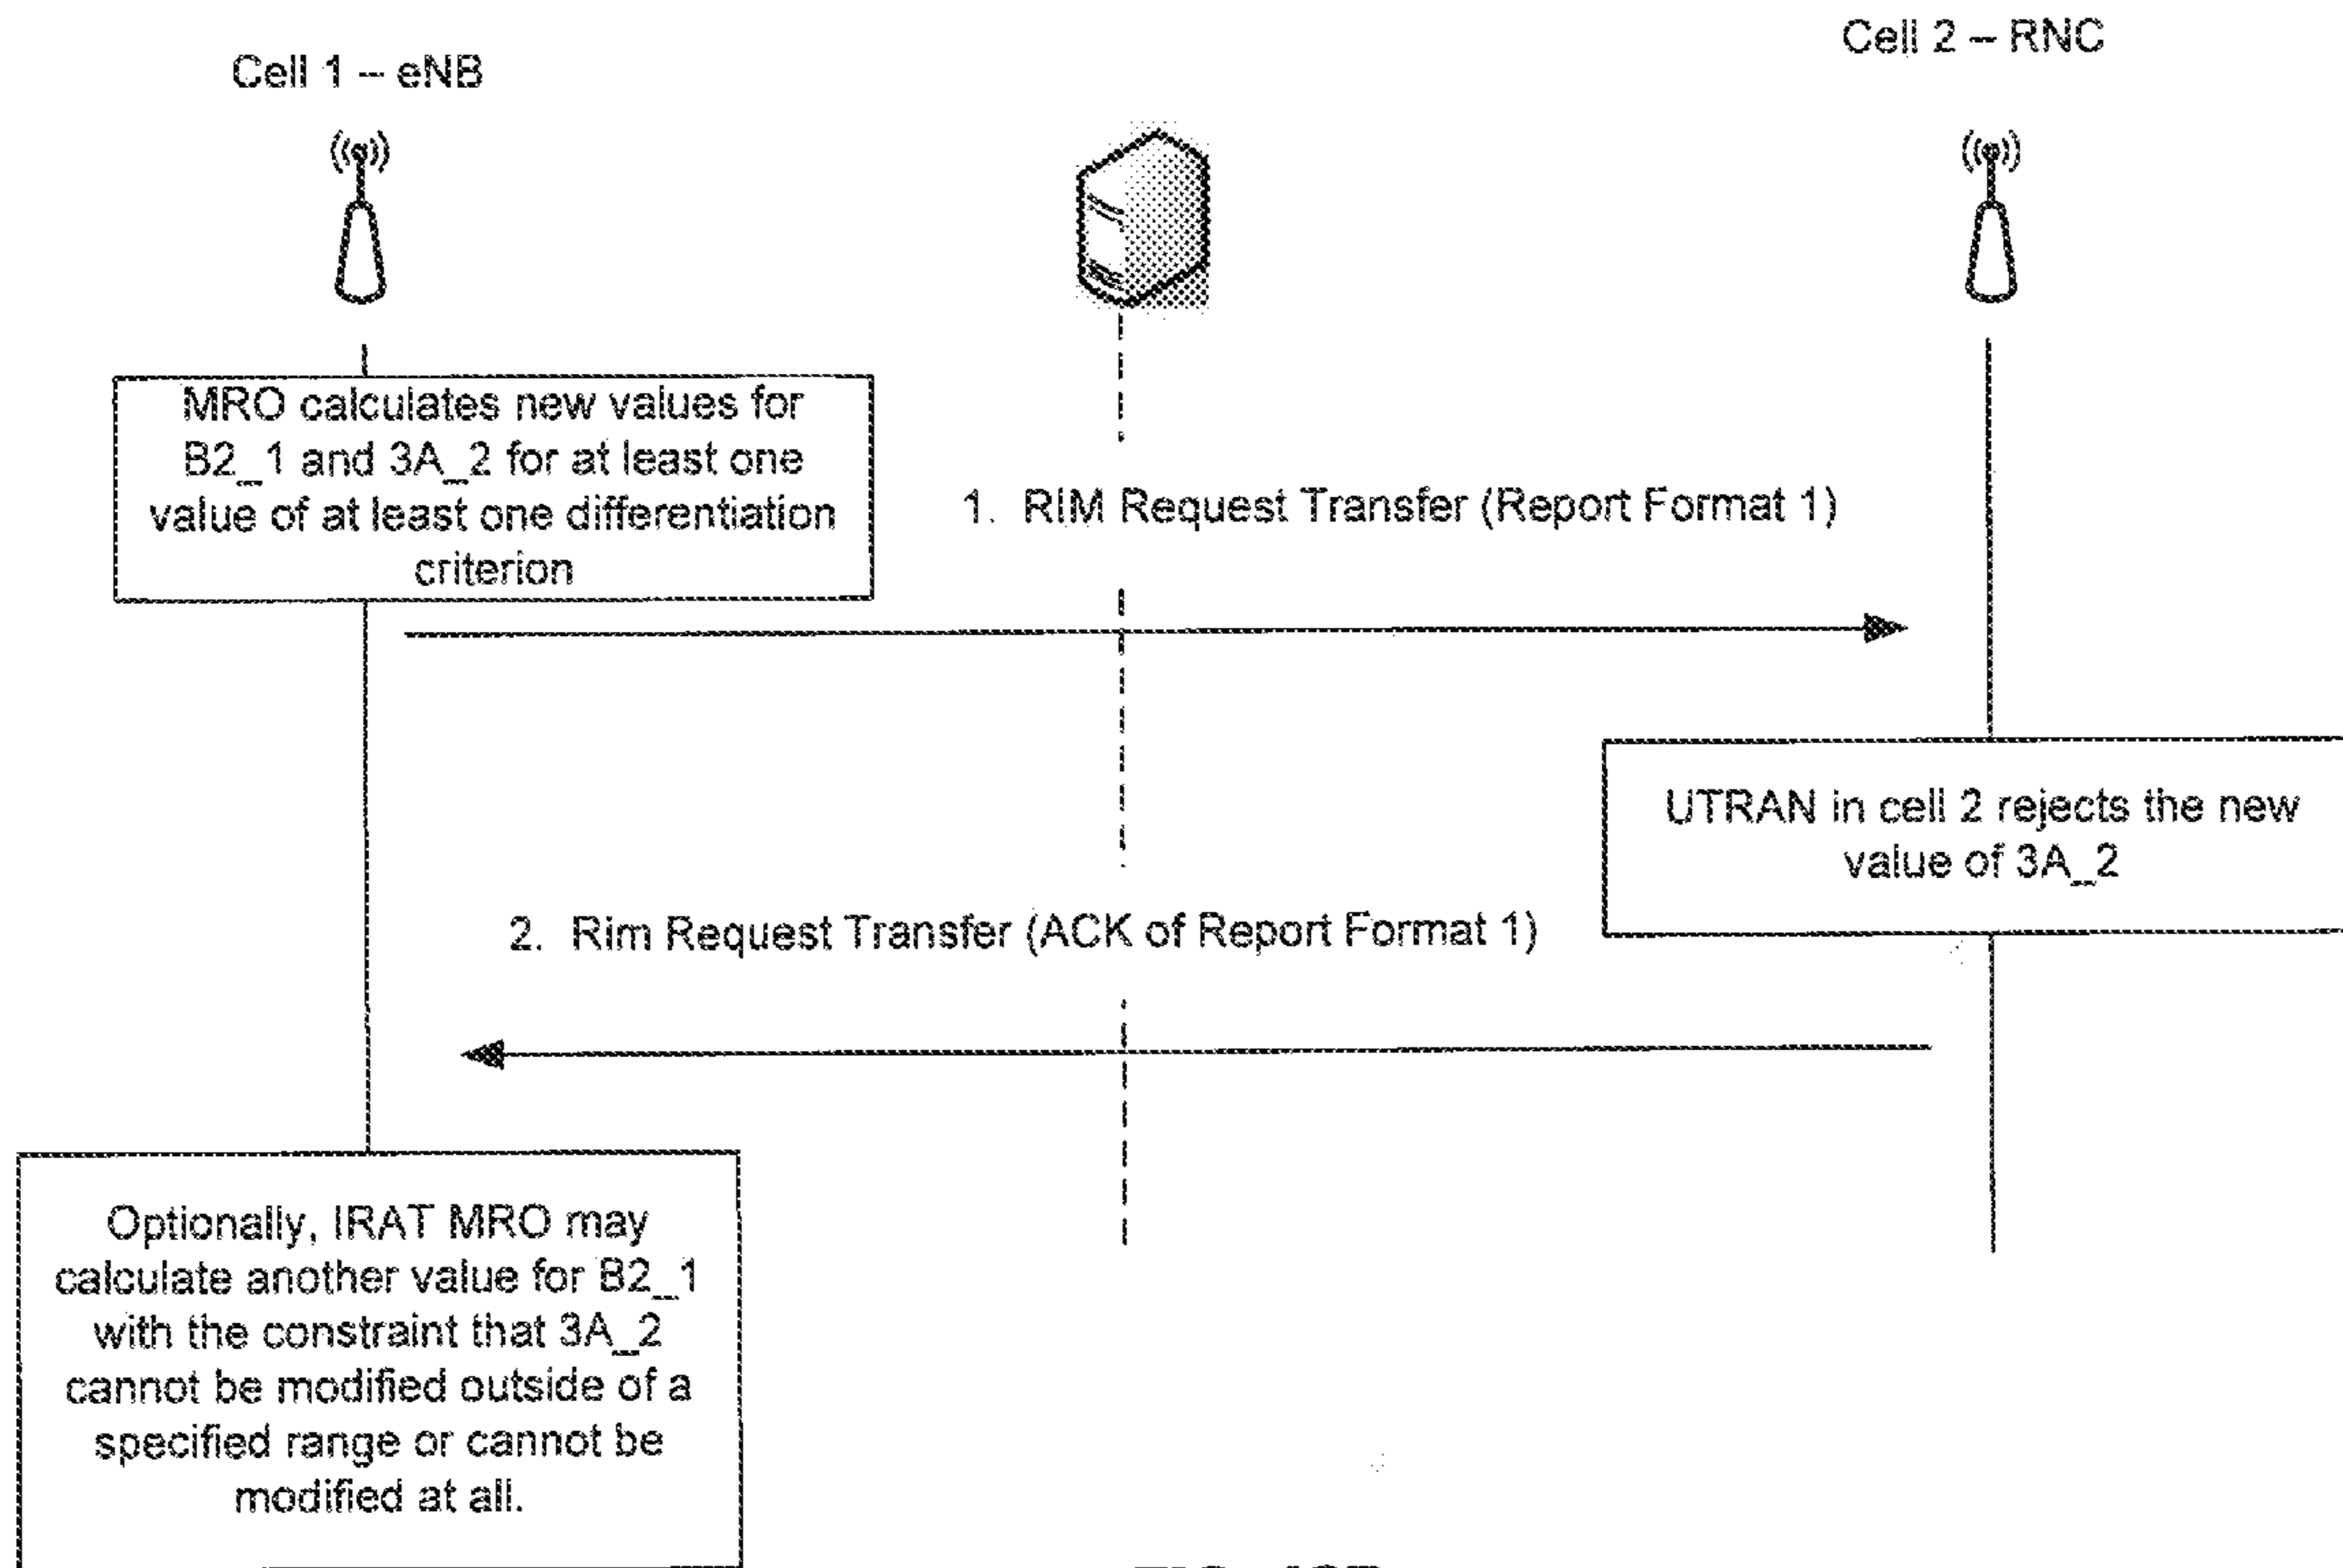 Cell 2 – RNC
Cell 1 – eNB
MRO calculates new values for
B2_1 and 3A_2 for at least one
value of at least one differentiation
criterion
1. RIM Request Transfer (Report Format 1)
UTRAN in cell 2 rejects the new
value of 3A_2
2. Rim Request Transfer (ACK of Report Format 1)
Optionally, IRAT MRO may
calculate another value for B2_1
with the constraint that 3A_2
cannot be modified outside of a
specified range or cannot be
modified at all.